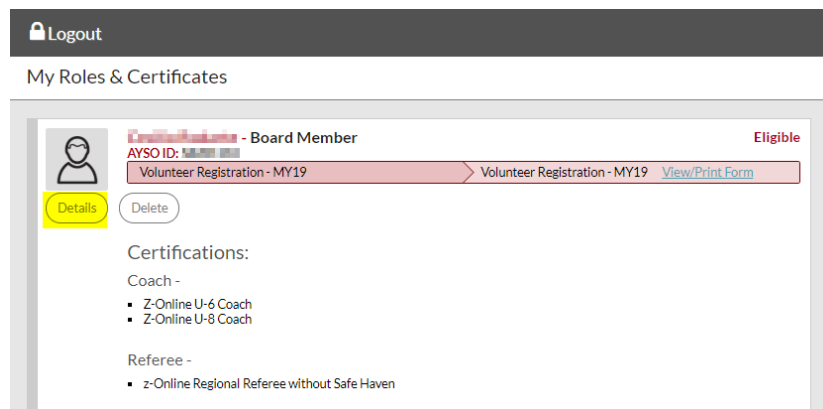 Logout
My Roles & Certificates
- Board Member
Eligible
AYSO ID:
Volunteer Registration - MY19
Volunteer Registration - MY19 View/Print Form
Details
Delete
Certifications:
Coach -
▪ Z-Online U-6 Coach
▪ Z-Online U-8 Coach
Referee -
▪ z-Online Regional Referee without Safe Haven